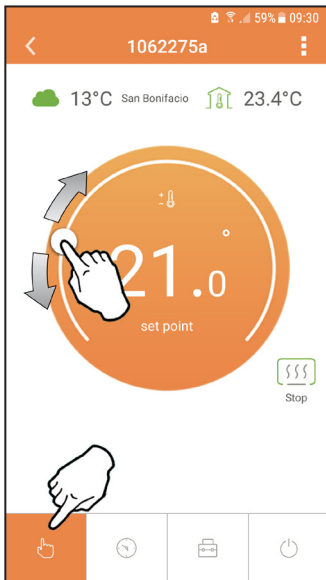 59% 09:30
1062275a
13°C San Bonifacio 23.4°C
21.0°
set point
Stop